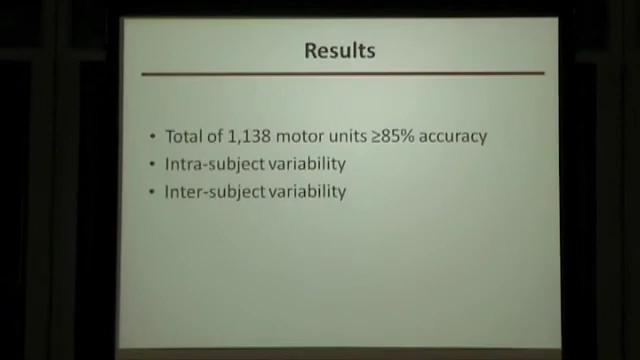 Results
• Total of 1,138 motor units ≥85% accuracy
• Intra-subject variability
• Inter-subject variability